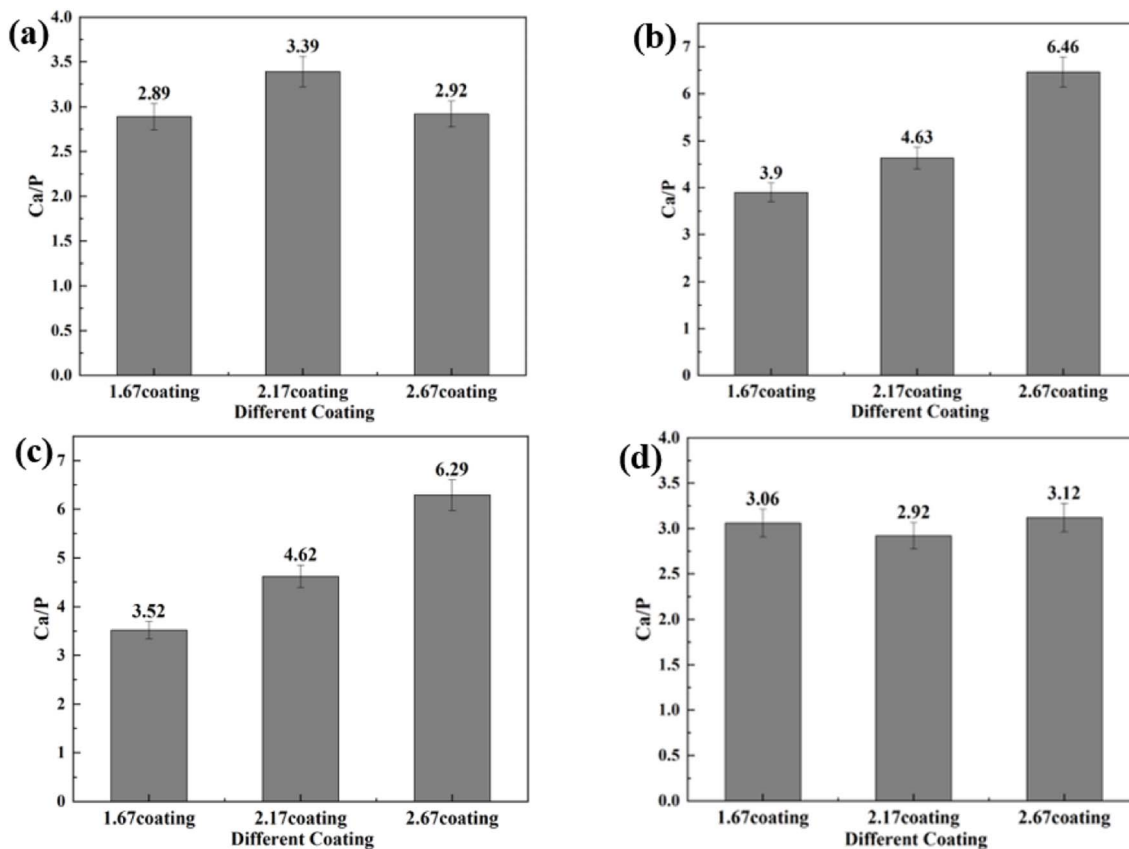 (a)
Ca/P
4.0
3.5
3.0
2.5
2.0
1.5
1.0
0.5
0.0
2.89
3.39
2.92
1.67coating 2.17coating 2.67coating
Different Coating
(b)
Ca/P
7
6
5
4
3
2
1
0
3.9
4.63
6.46
1.67coating 2.17coating 2.67coating
Different Coating
(c)
Ca/P
7
6
5
4
3
2
1
0
3.52
4.62
6.29
1.67coating 2.17coating 2.67coating
Different Coating
(d)
Ca/P
4.0
3.5
3.0
2.5
2.0
1.5
1.0
0.5
0.0
3.06
2.92
3.12
1.67coating 2.17coating 2.67coating
Different Coating